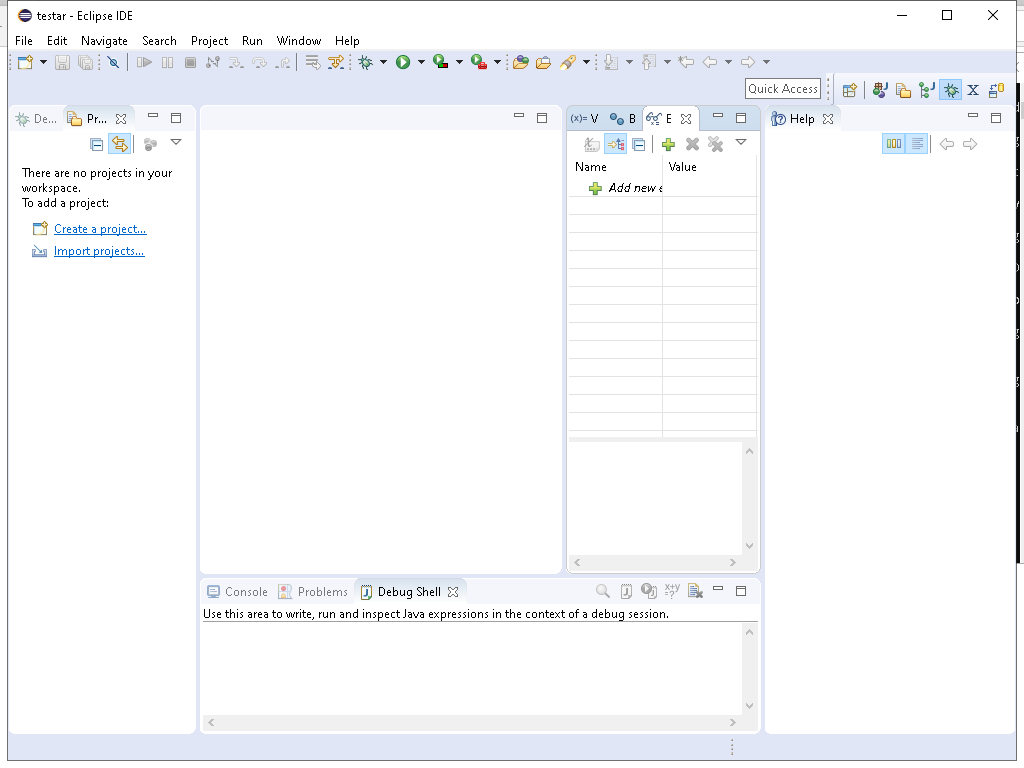 testar - Eclipse IDE
File Edit Navigate Search Project Run Window Help
Quick Access
De... Pr...
There are no projects in your
workspace.
To add a project:
Create a project...
Import projects...
(x)= V B E
Name Value
Add new e
Help
Console Problems Debug Shell
Use this area to write, run and inspect Java expressions in the context of a debug session.